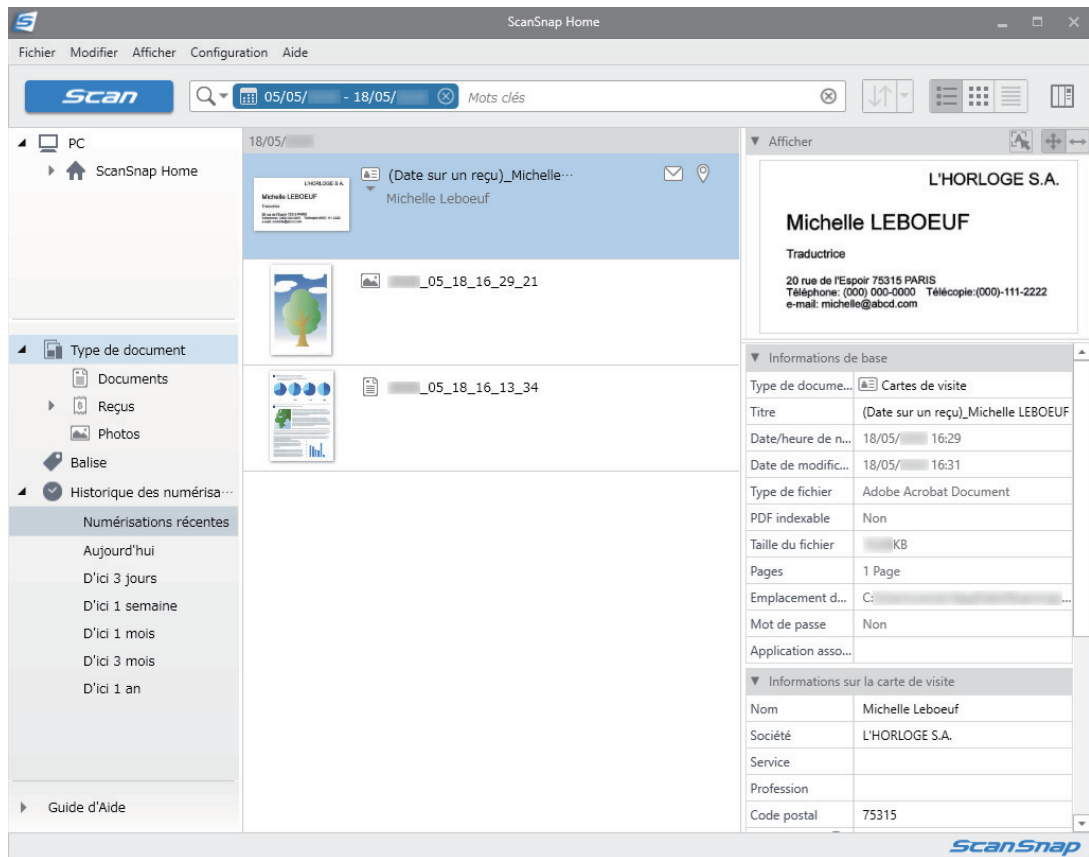 ScanSnap Home
Fichier Modifier Afficher Configuration Aide
Scan
05/05/ - 18/05/ Mots clés
PC
ScanSnap Home
Type de document
Documents
Reçus
Photos
Balise
Historique des numérisa...
Numérisations récentes
Aujourd'hui
D'ici 3 jours
D'ici 1 semaine
D'ici 1 mois
D'ici 3 mois
D'ici 1 an
Guide d'Aide
18/05/
L'HORLOGE S.A.
Michelle LEBOEUF
Traductrice
(Date sur un reçu)_Michelle...
Michelle Leboeuf
_05_18_16_29_21
_05_18_16_13_34
Afficher
L'HORLOGE S.A.
Michelle LEBOEUF
Traductrice
20 rue de l'Espoir 75315 PARIS
Téléphone: (000) 000-0000 Télécopie:(000)-111-2222
e-mail: michelle@abcd.com
Informations de base
Type de docume... Cartes de visite
Titre (Date sur un reçu)_Michelle LEBOEUF
Date/heure de n... 18/05/ 16:29
Date de modific... 18/05/ 16:31
Type de fichier Adobe Acrobat Document
PDF indexable Non
Taille du fichier KB
Pages 1 Page
Emplacement d... C: ...
Mot de passe Non
Application asso...
Informations sur la carte de visite
Nom Michelle Leboeuf
Société L'HORLOGE S.A.
Service
Profession
Code postal 75315
ScanSnap